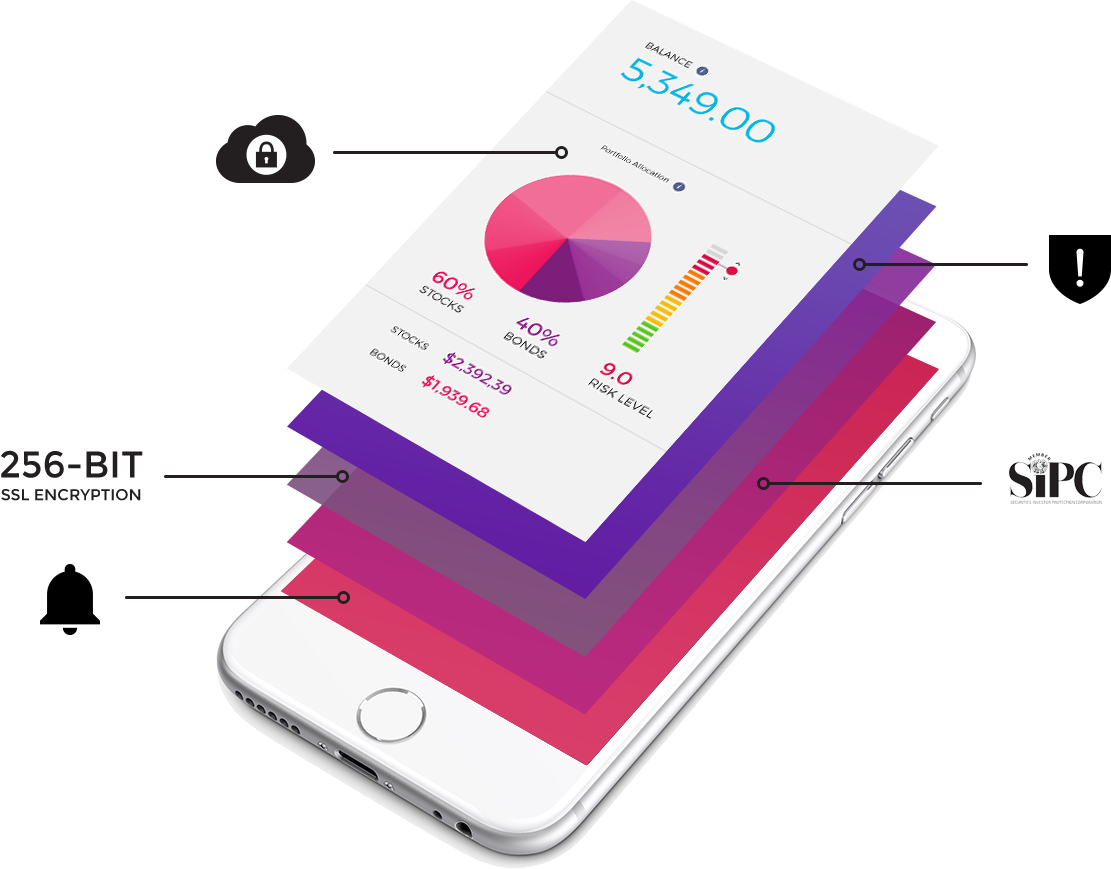 BALANCE
5,349.00
Portfolio Allocation
60%
STOCKS
40%
BONDS
9.0
RISK LEVEL
STOCKS $2,392,39
BONDS $1,939.68
256-BIT
SSL ENCRYPTION
MEMBER
SiPC
SECURITIES INVESTOR PROTECTION CORPORATION